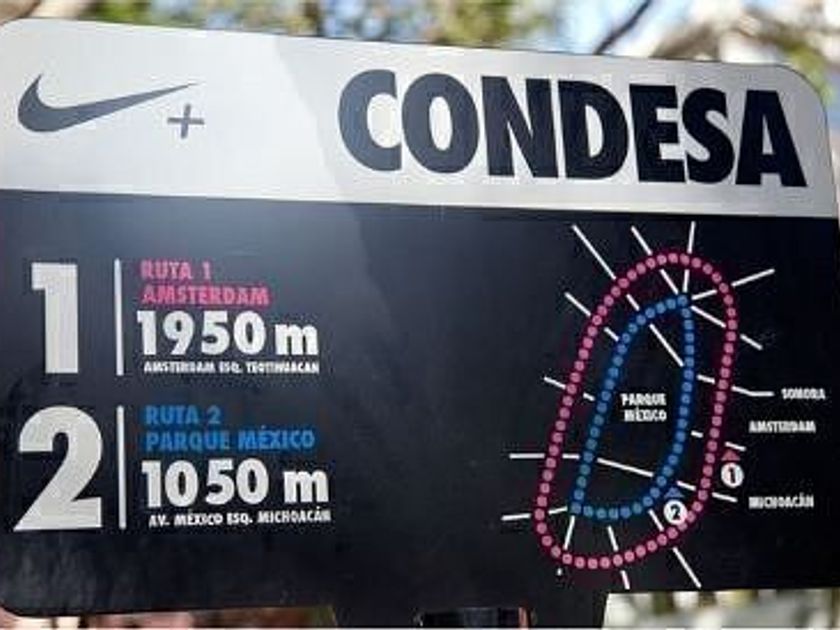 +
CONDESA
1
RUTA 1
AMSTERDAM
1950 m
AMSTERDAM ESQ. TEOTIHUACAN
2
RUTA 2
PARQUE MÉXICO
1050 m
AV. MÉXICO ESQ. MICHOACÁN
PARQUE
MÉXICO
SONORA
AMSTERDAM
1
MICHOACÁN
2